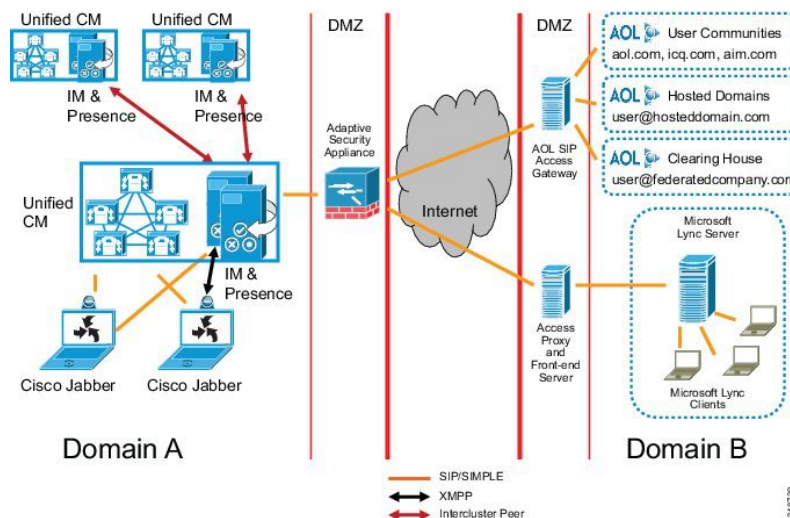 Unified CM
Unified CM
DMZ
DMZ
AOL User Communities
aol.com, icq.com, aim.com
IM &
Presence
IM &
Presence
AOL Hosted Domains
user@hosteddomain.com
Adaptive
Security
Appliance
AOL SIP
Access
Gateway
AOL Clearing House
user@federatedcompany.com
Unified
CM
Internet
Microsoft
Lync Server
IM &
Presence
Access
Proxy
and
Front-end
Server
Cisco Jabber
Cisco Jabber
Microsoft Lync
Clients
Domain A
Domain B
SIP/SIMPLE
XMPP
Intercluster Peer